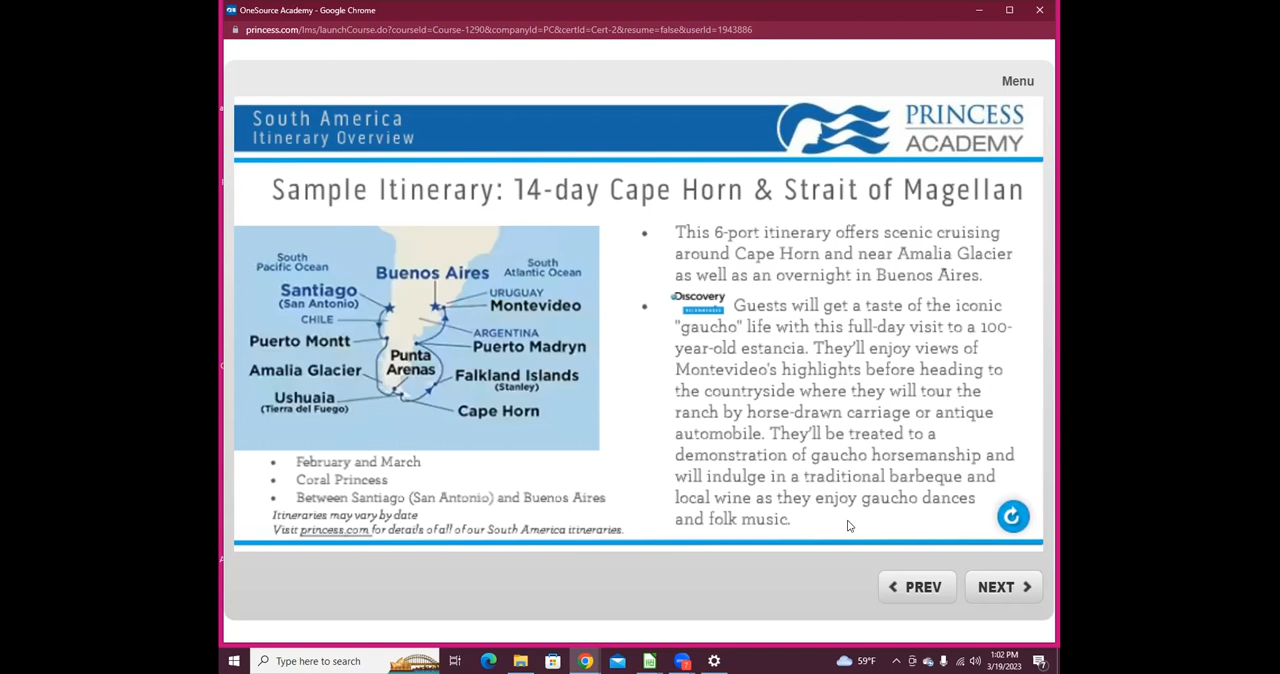 OneSource Academy - Google Chrome
princess.com/lms/launchCourse.do?courseId=Course-1290&companyId=PC&certId=Cert-2&resume=false&userId=1943886
Menu
South America
Itinerary Overview
PRINCESS
ACADEMY
Sample Itinerary: 14-day Cape Horn & Strait of Magellan
South
Pacific Ocean
Buenos Aires
South
Atlantic Ocean
Santiago
(San Antonio)
URUGUAY
Montevideo
CHILE
ARGENTINA
Puerto Montt
Puerto Madryn
Punta
Arenas
Amalia Glacier
Falkland Islands
(Stanley)
Ushuaia
(Tierra del Fuego)
Cape Horn
• February and March
• Coral Princess
• Between Santiago (San Antonio) and Buenos Aires
Itineraries may vary by date
Visit princess.com for details of all of our South America itineraries.
• This 6-port itinerary offers scenic cruising
around Cape Horn and near Amalia Glacier
as well as an overnight in Buenos Aires.
• Discovery Guests will get a taste of the iconic
"gaucho" life with this full-day visit to a 100-
year-old estancia. They'll enjoy views of
Montevideo's highlights before heading to
the countryside where they will tour the
ranch by horse-drawn carriage or antique
automobile. They'll be treated to a
demonstration of gaucho horsemanship and
will indulge in a traditional barbeque and
local wine as they enjoy gaucho dances
and folk music.
PREV
NEXT
Type here to search
59°F
1:02 PM
3/19/2023